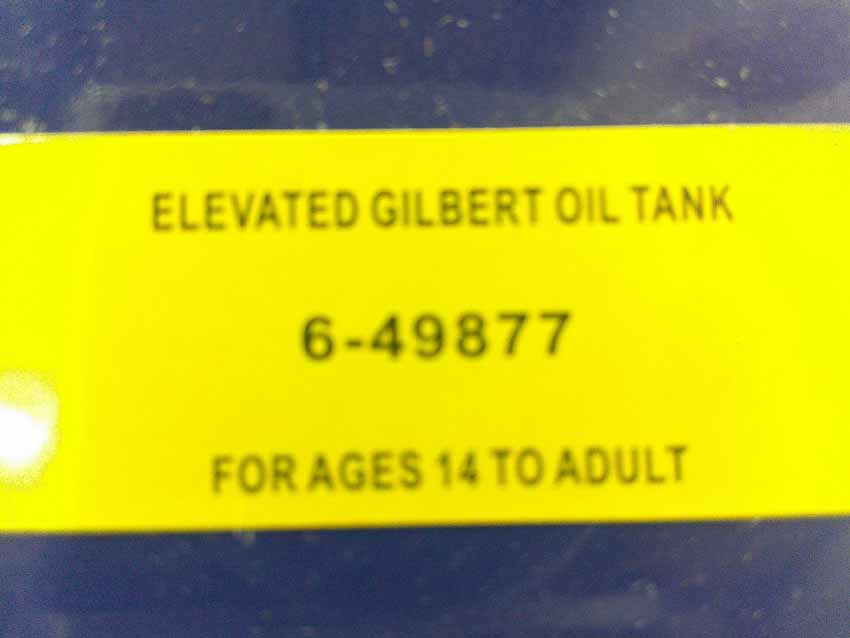 ELEVATED GILBERT OIL TANK
6-49877
FOR AGES 14 TO ADULT